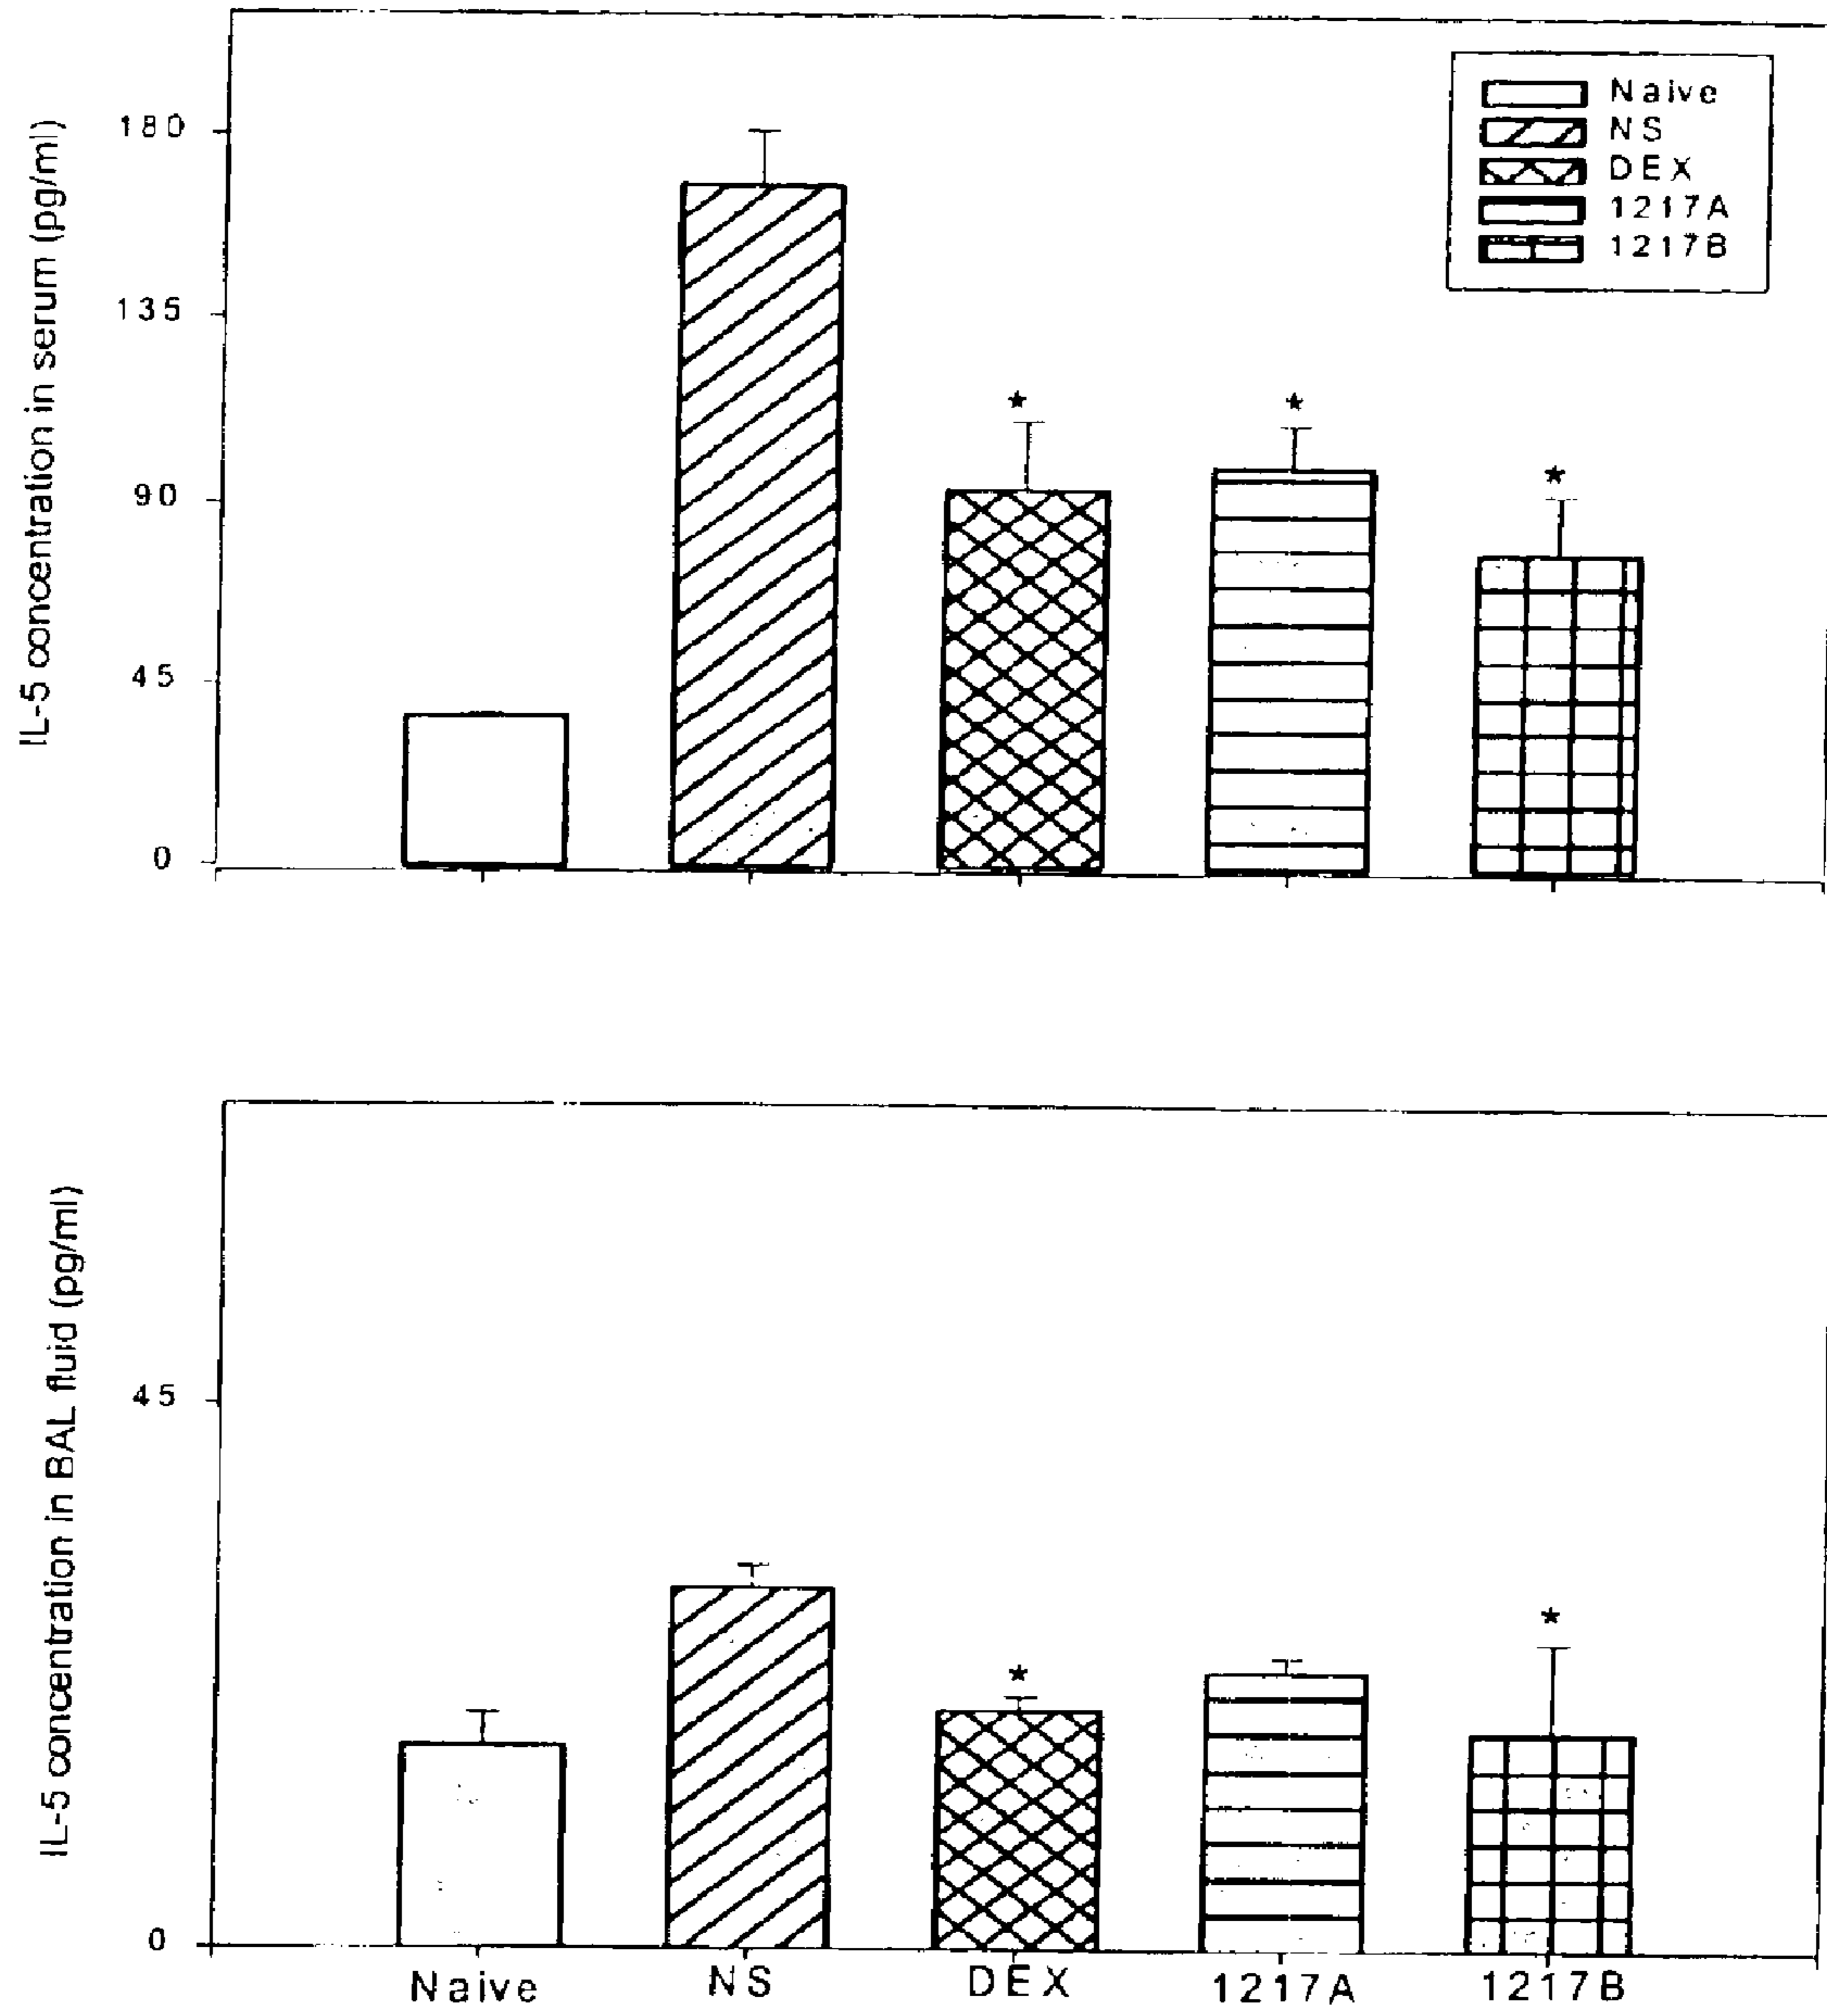 IL-5 concentration in serum (pg/ml)
180
135
90
45
0
Naive
NS
DEX
1217A
1217B
*
*
*
IL-5 concentration in BAL fluid (pg/ml)
45
0
*
*
Naive
NS
DEX
1217A
1217B